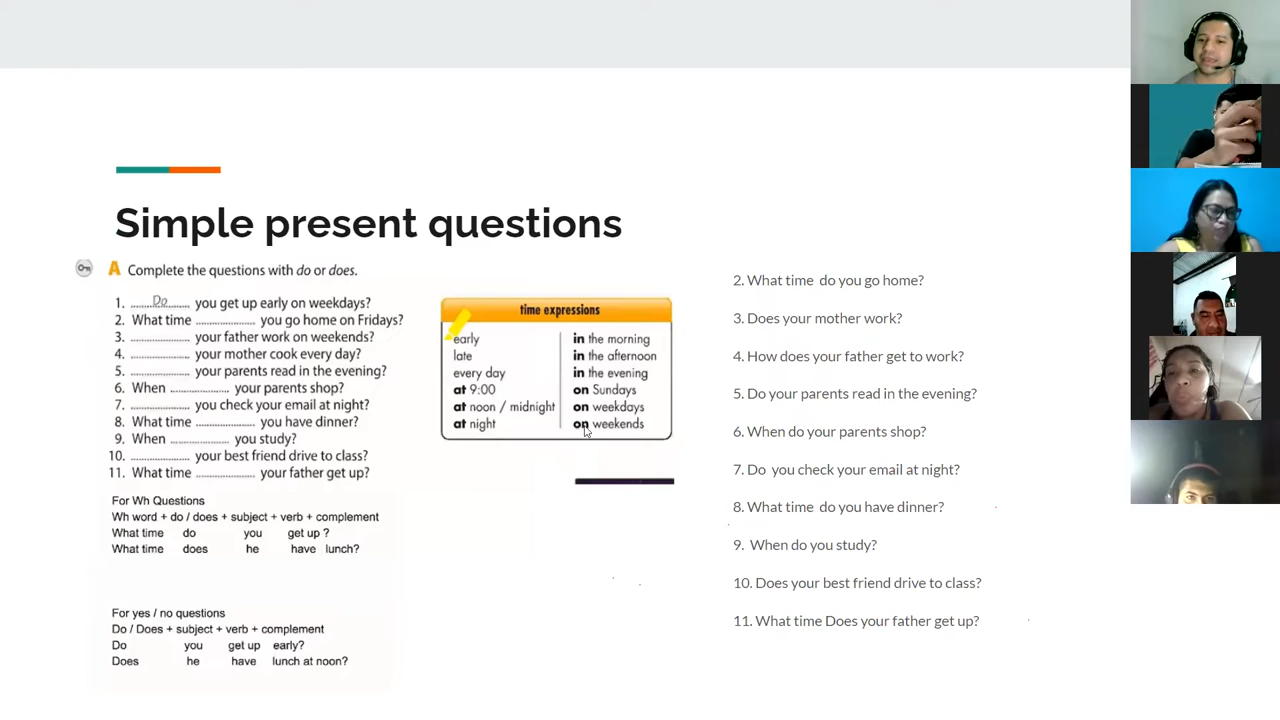 Simple present questions
A Complete the questions with do or does.
1. ....Do.... you get up early on weekdays?
2. What time .................... you go home on Fridays?
3. .................... your father work on weekends?
4. .................... your mother cook every day?
5. .................... your parents read in the evening?
6. When .................... your parents shop?
7. .................... you check your email at night?
8. What time .................... you have dinner?
9. When .................... you study?
10. .................... your best friend drive to class?
11. What time .................... your father get up?
time expressions
early
late
every day
at 9:00
at noon / midnight
at night
in the morning
in the afternoon
in the evening
on Sundays
on weekdays
on weekends
For Wh Questions
Wh word + do / does + subject + verb + complement
What time do you get up ?
What time does he have lunch?
For yes / no questions
Do / Does + subject + verb + complement
Do you get up early?
Does he have lunch at noon?
2. What time do you go home?
3. Does your mother work?
4. How does your father get to work?
5. Do your parents read in the evening?
6. When do your parents shop?
7. Do you check your email at night?
8. What time do you have dinner?
9. When do you study?
10. Does your best friend drive to class?
11. What time Does your father get up?